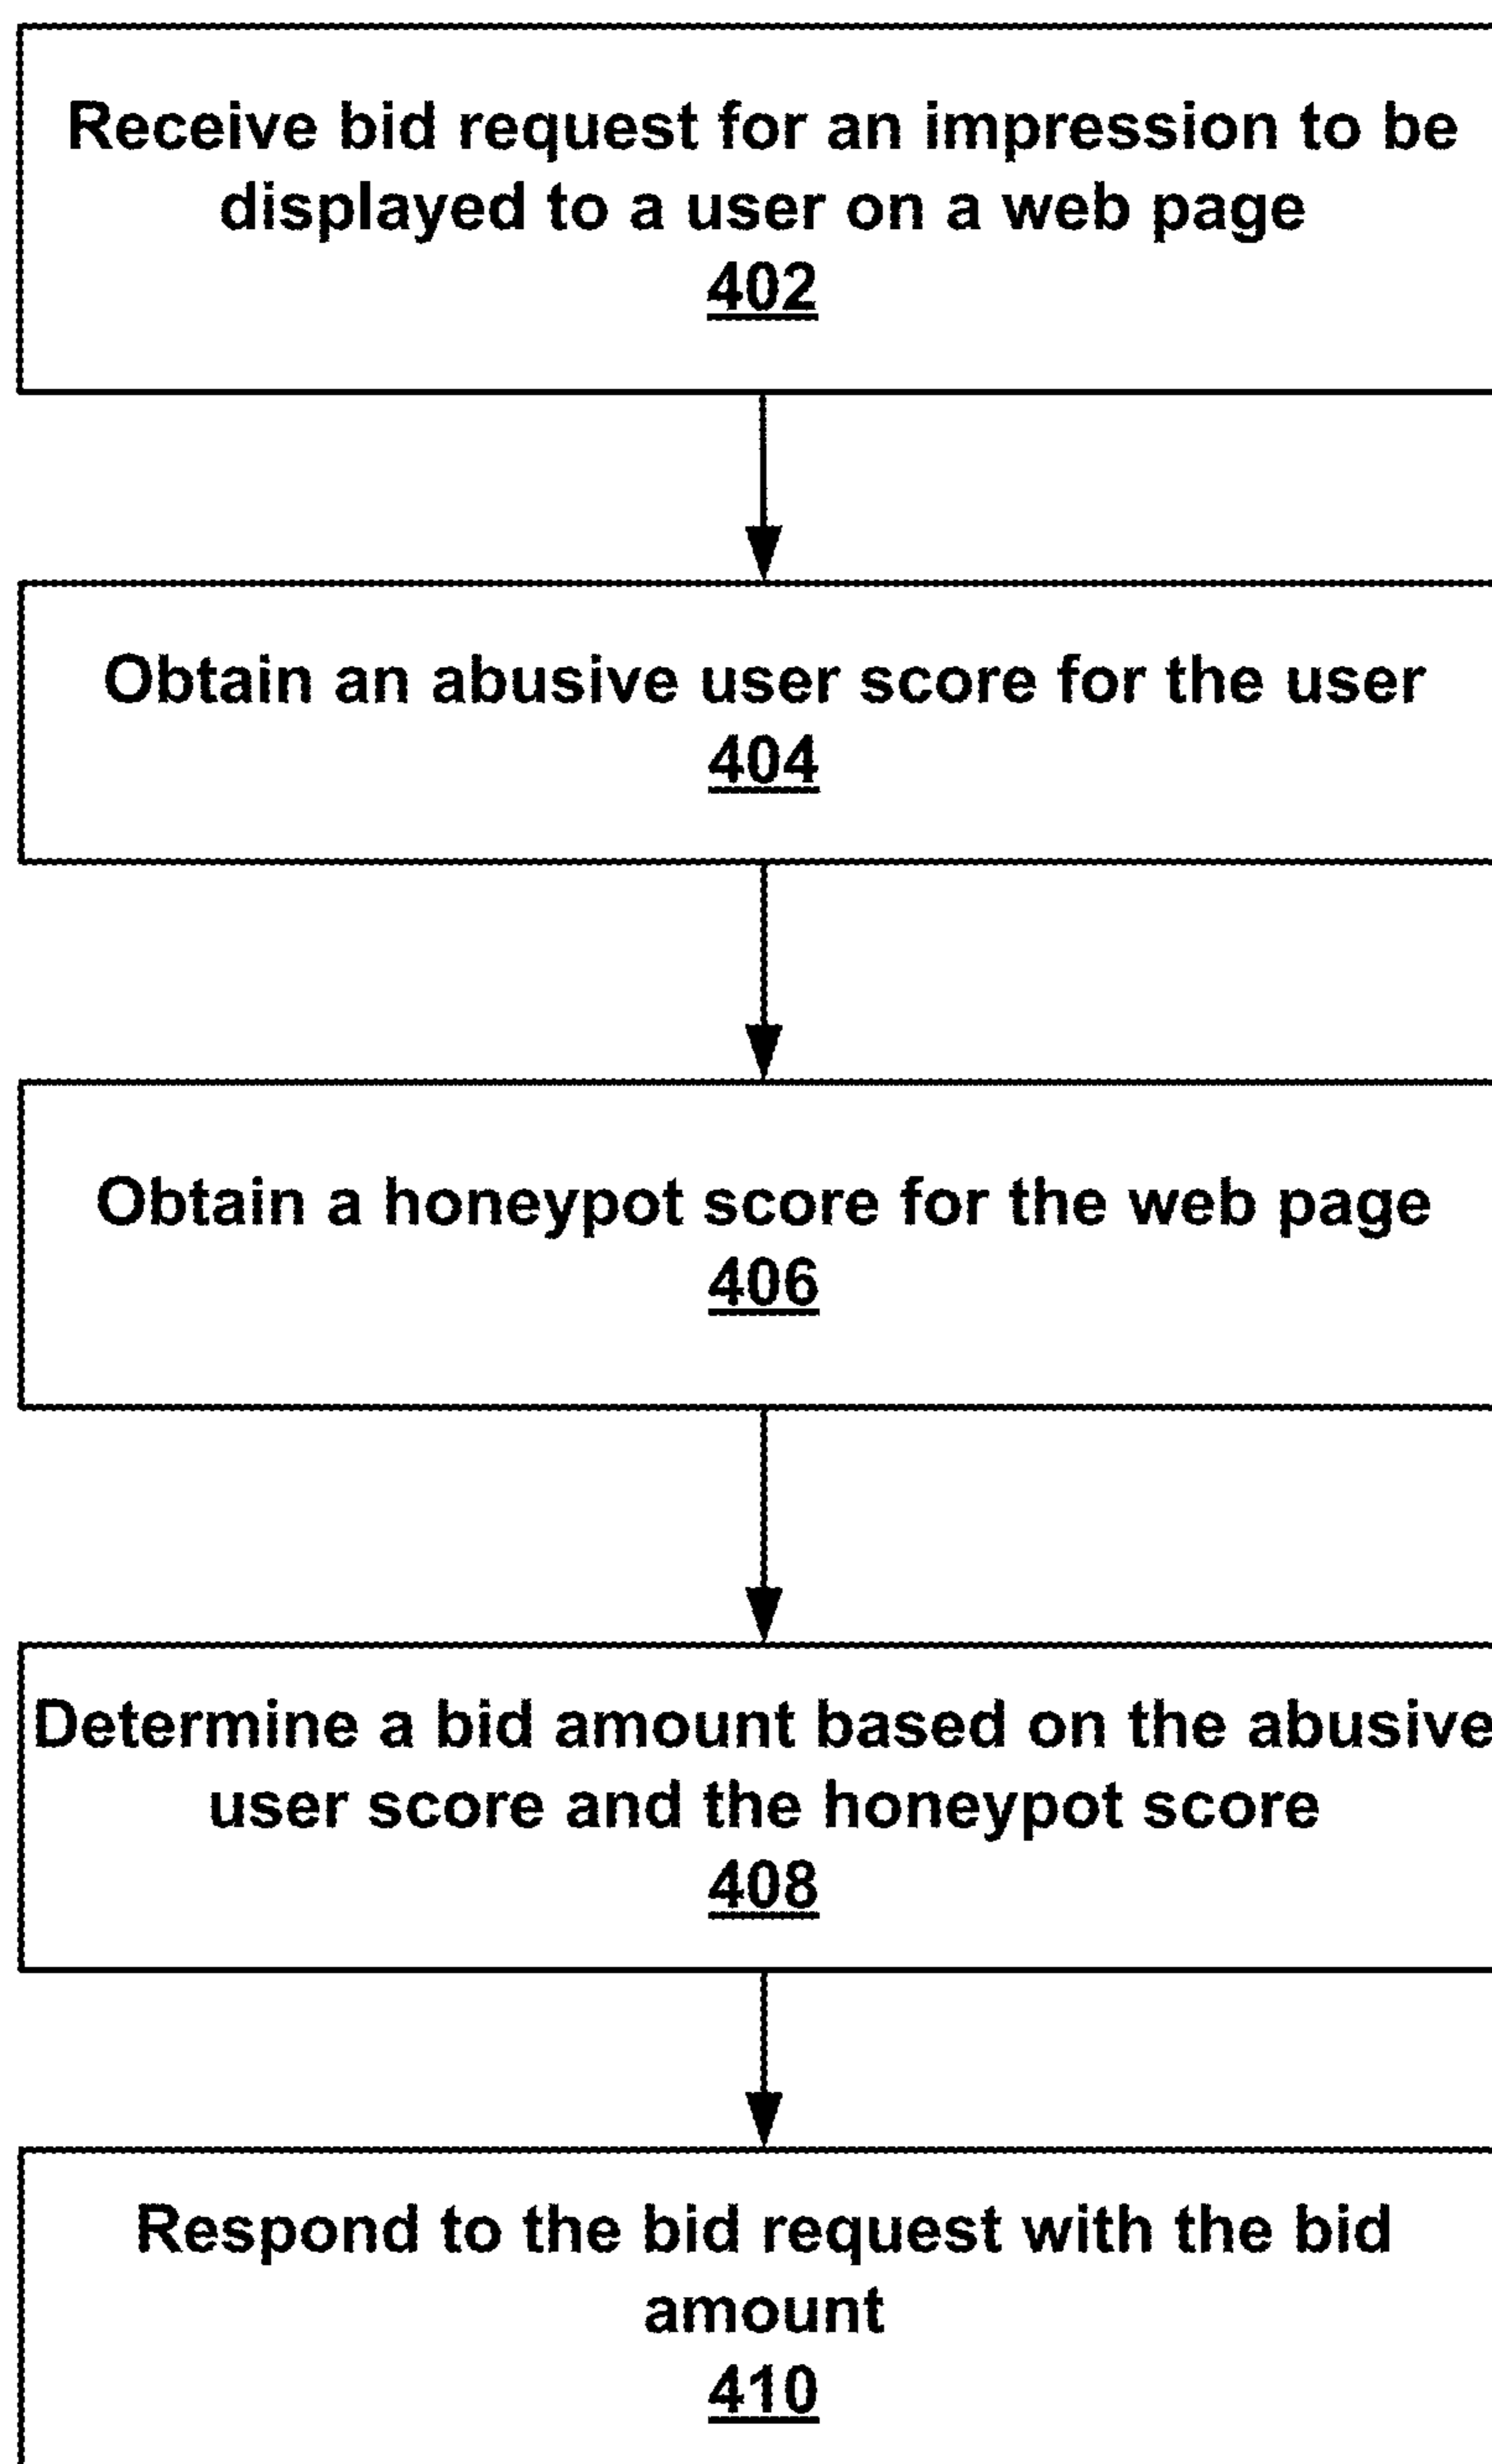 Receive bid request for an impression to be
displayed to a user on a web page
402
Obtain an abusive user score for the user
404
Obtain a honeypot score for the web page
406
Determine a bid amount based on the abusive
user score and the honeypot score
408
Respond to the bid request with the bid
amount
410